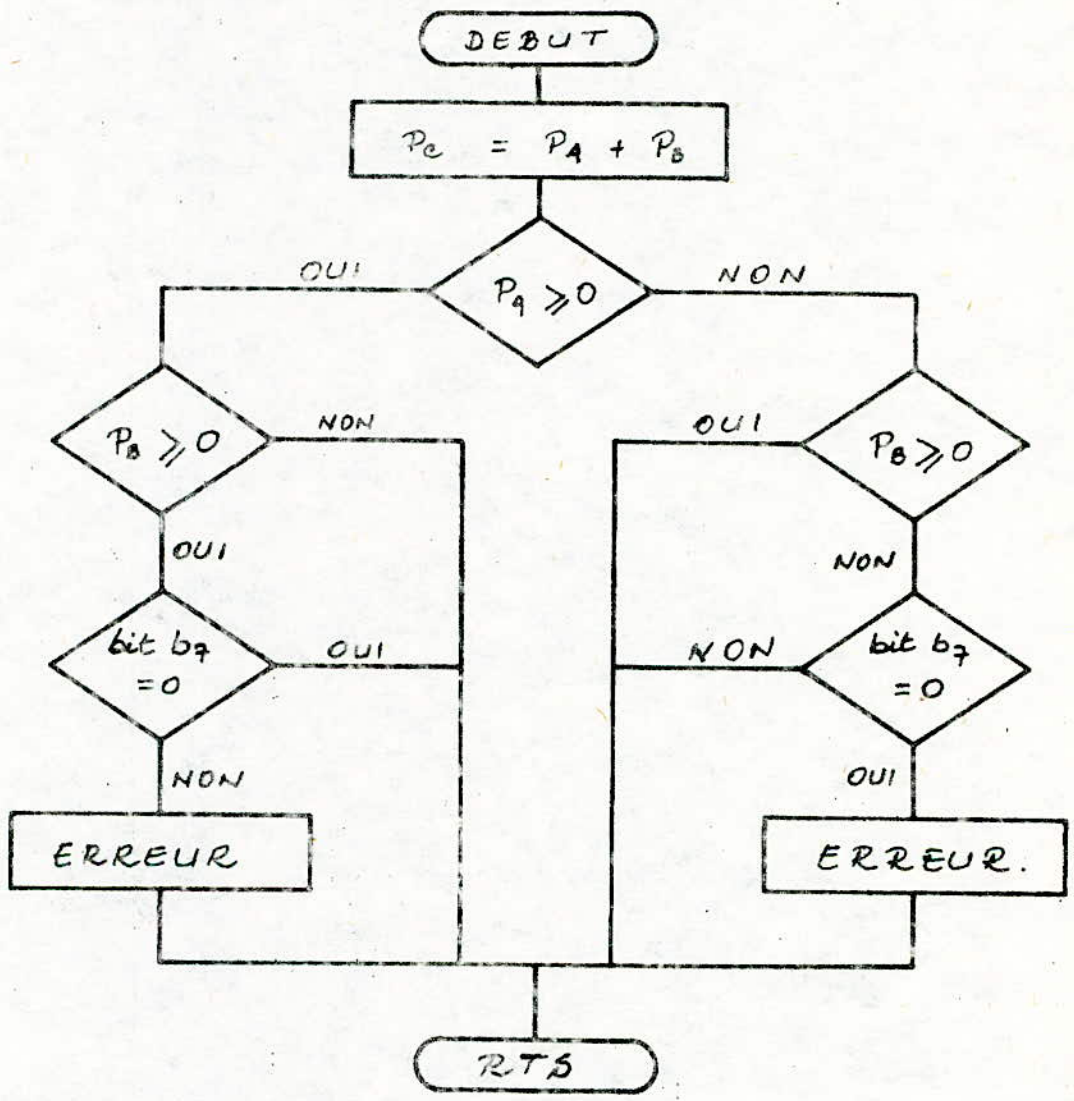 DEBUT
Pc = PA + PB
OUI
PA ⩾ 0
NON
PB ⩾ 0
NON
OUI
PB ⩾ 0
OUI
NON
bit b7
= 0
OUI
NON
bit b7
= 0
NON
OUI
ERREUR
ERREUR.
RTS